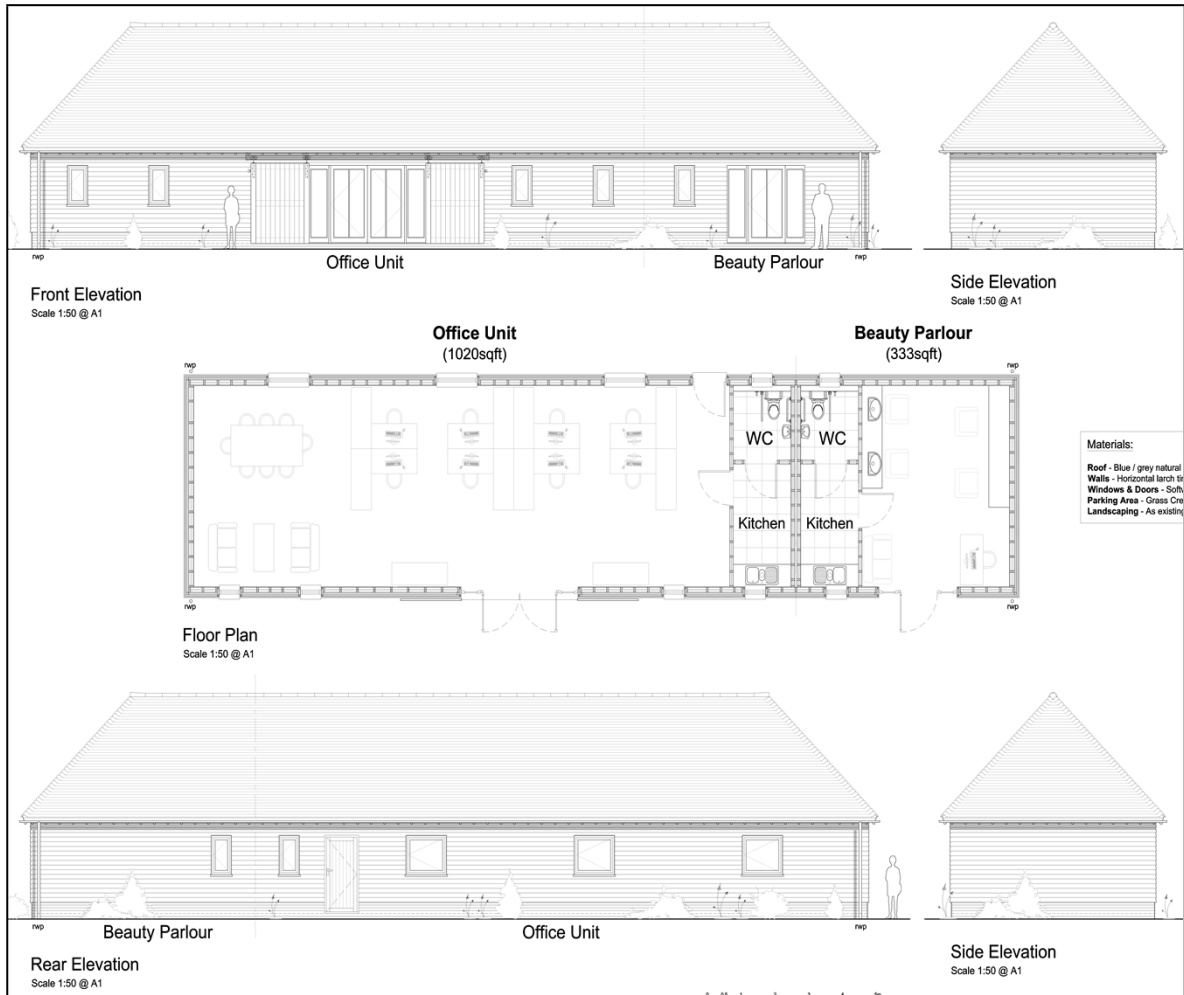 rwp
Office Unit
Beauty Parlour
rwp
Front Elevation
Scale 1:50 @ A1
Side Elevation
Scale 1:50 @ A1
Office Unit
(1020sqft)
Beauty Parlour
(333sqft)
rwp
rwp
WC
WC
Kitchen
Kitchen
rwp
rwp
Materials:
Roof - Blue / grey natural
Walls - Horizontal larch
Windows & Doors -
Parking Area - Grass
Landscaping - As existing
Floor Plan
Scale 1:50 @ A1
rwp
Beauty Parlour
Office Unit
rwp
Rear Elevation
Scale 1:50 @ A1
Side Elevation
Scale 1:50 @ A1